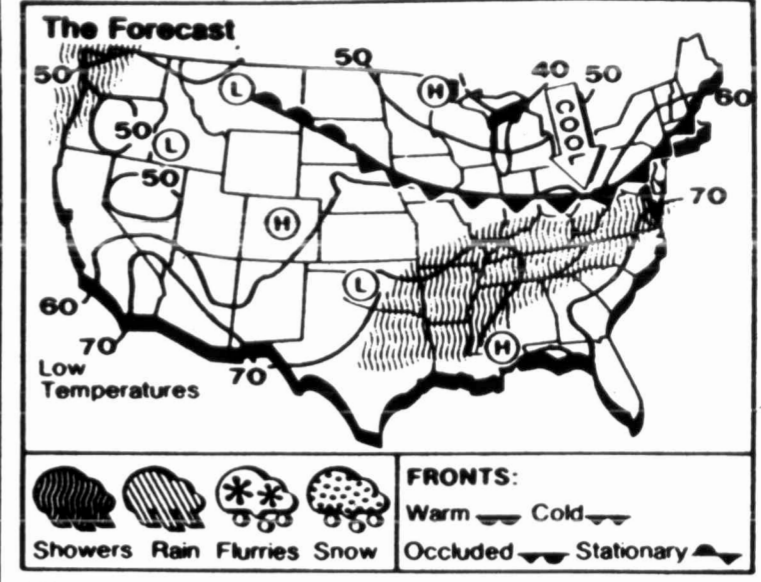 The Forecast
50
50
40
50
60
L
H
COOL
50
L
50
70
H
L
60
70
H
70
Low
Temperatures
Showers Rain Flurries Snow
FRONTS:
Warm Cold
Occluded Stationary